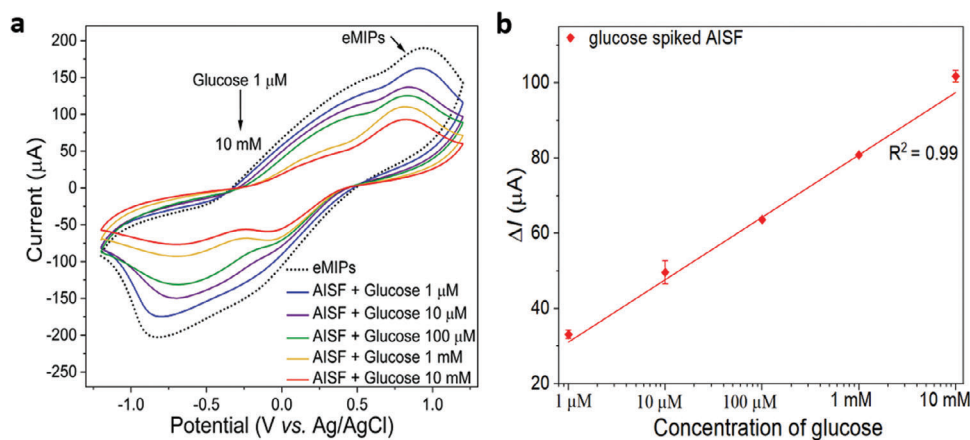 a
200
150
100
50
0
-50
-100
-150
-200
-250
Current (µA)
eMIPs
Glucose 1 µM
10 mM
eMIPs
AISF + Glucose 1 µM
AISF + Glucose 10 µM
AISF + Glucose 100 µM
AISF + Glucose 1 mM
AISF + Glucose 10 mM
-1.0 -0.5 0.0 0.5 1.0
Potential (V vs. Ag/AgCl)
b
glucose spiked AISF
100
80
60
40
20
ΔI (µA)
R² = 0.99
1 µM 10 µM 100 µM 1 mM 10 mM
Concentration of glucose